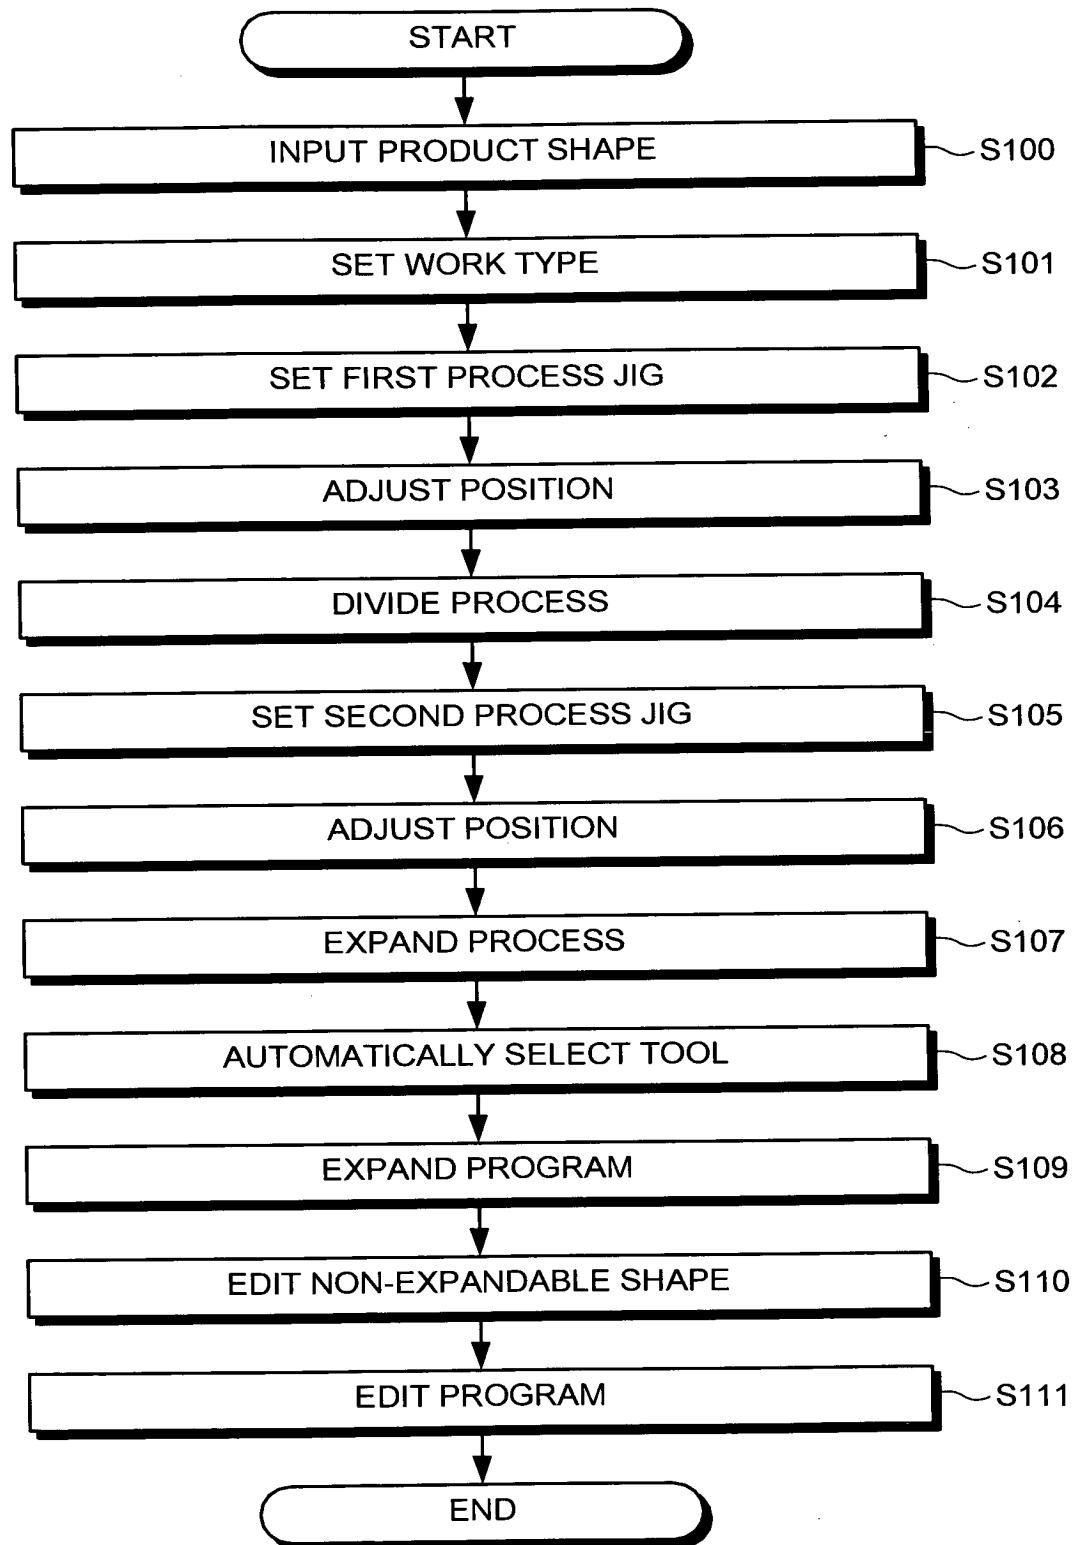 START
INPUT PRODUCT SHAPE S100
SET WORK TYPE S101
SET FIRST PROCESS JIG S102
ADJUST POSITION S103
DIVIDE PROCESS S104
SET SECOND PROCESS JIG S105
ADJUST POSITION S106
EXPAND PROCESS S107
AUTOMATICALLY SELECT TOOL S108
EXPAND PROGRAM S109
EDIT NON-EXPANDABLE SHAPE S110
EDIT PROGRAM S111
END